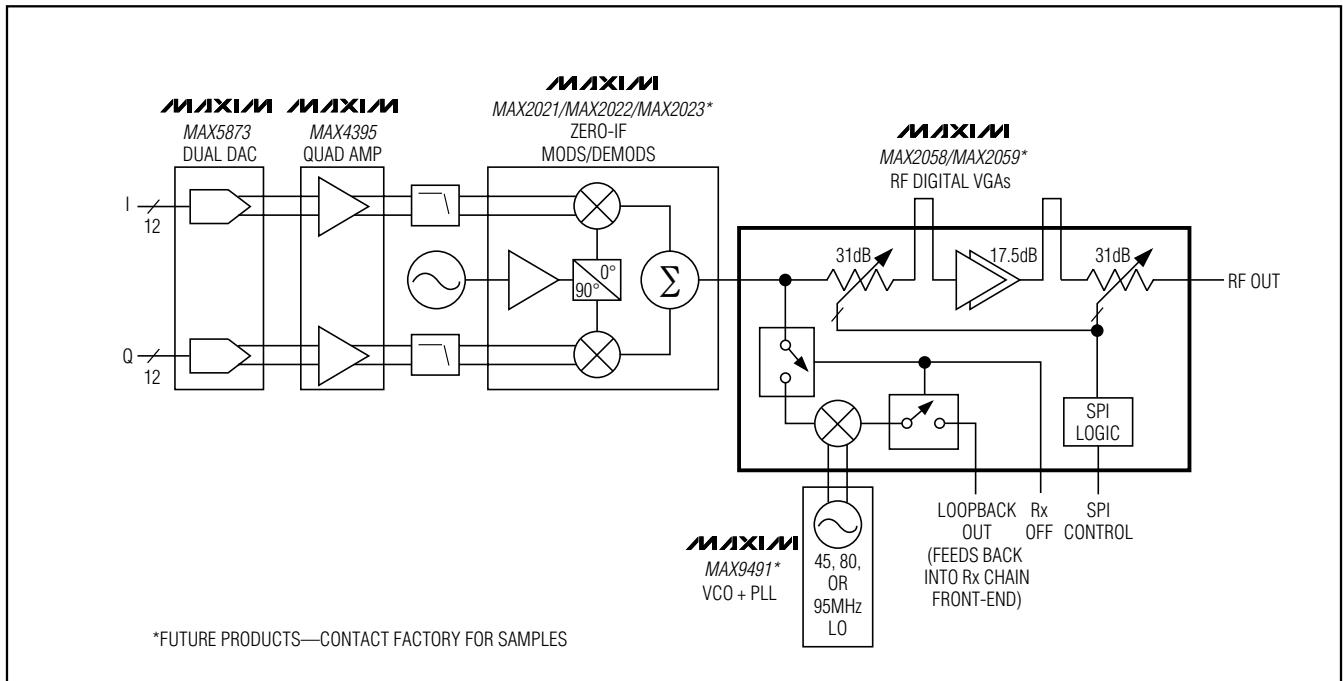 MAXIM
MAX5873
DUAL DAC
MAXIM
MAX4395
QUAD AMP
MAXIM
MAX2021/MAX2022/MAX2023*
ZERO-IF
MODS/DEMODS
MAXIM
MAX2058/MAX2059*
RF DIGITAL VGAs
I
12
Q
12
0°
90°
Σ
31dB
17.5dB
31dB
RF OUT
SPI
LOGIC
LOOPBACK
OUT
(FEEDS BACK
INTO Rx CHAIN
FRONT-END)
Rx
OFF
SPI
CONTROL
MAXIM
MAX9491*
VCO + PLL
45, 80,
OR
95MHz
LO
*FUTURE PRODUCTS—CONTACT FACTORY FOR SAMPLES